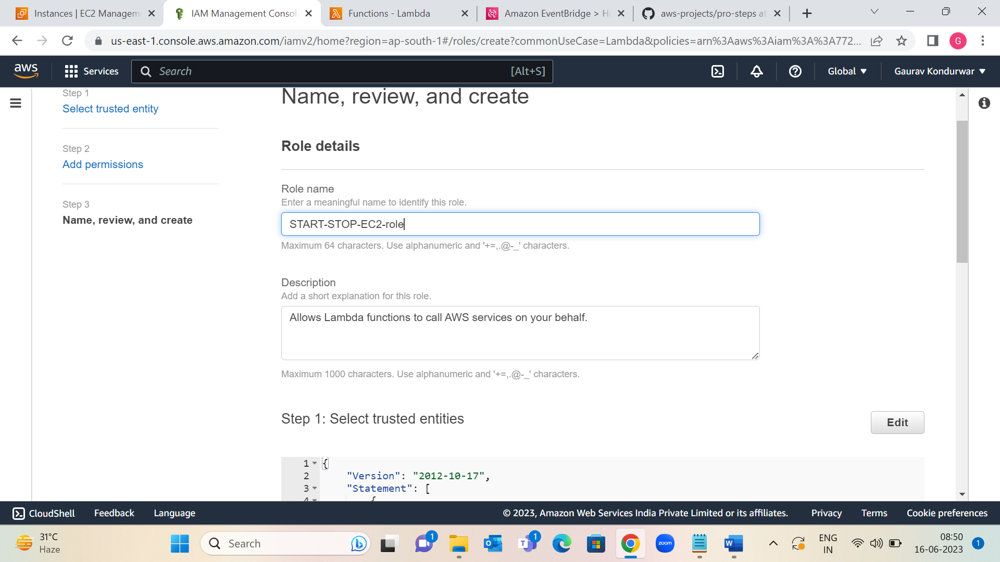 Instances | EC2 Managem
IAM Management Consol
Functions - Lambda
Amazon EventBridge > H
aws-projects/pro-steps at
us-east-1.console.aws.amazon.com/iamv2/home?region=ap-south-1#/roles/create?commonUseCase=Lambda&policies=arn%3Aaws%3Aiam%3A%3A772...
G
aws
Services
Search
[Alt+S]
Global
Gaurav Kondurwar
Step 1
Select trusted entity
Step 2
Add permissions
Step 3
Name, review, and create
Name, review, and create
Role details
Role name
Enter a meaningful name to identify this role.
START-STOP-EC2-role
Maximum 64 characters. Use alphanumeric and '+=,.@-_' characters.
Description
Add a short explanation for this role.
Allows Lambda functions to call AWS services on your behalf.
Maximum 1000 characters. Use alphanumeric and '+=,.@-_' characters.
Step 1: Select trusted entities
Edit
1 {
2 "Version": "2012-10-17",
3 "Statement": [
4 {
CloudShell
Feedback
Language
© 2023, Amazon Web Services India Private Limited or its affiliates.
Privacy
Terms
Cookie preferences
31°C
Haze
Search
1
1
zoom
ENG
IN
08:50
16-06-2023
1